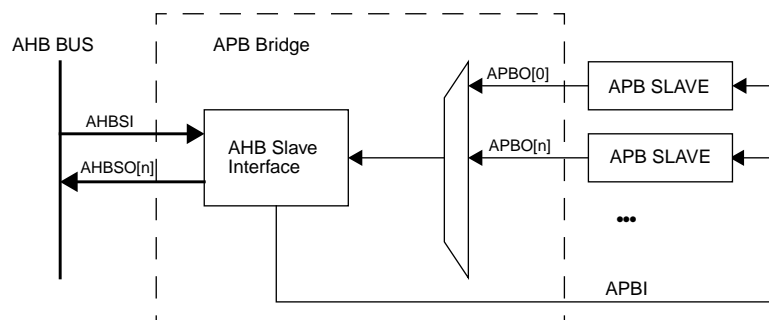 AHB BUS
APB Bridge
AHBSI
AHBSO[n]
AHB Slave
Interface
APBO[0]
APBO[n]
APB SLAVE
APB SLAVE
•••
APBI